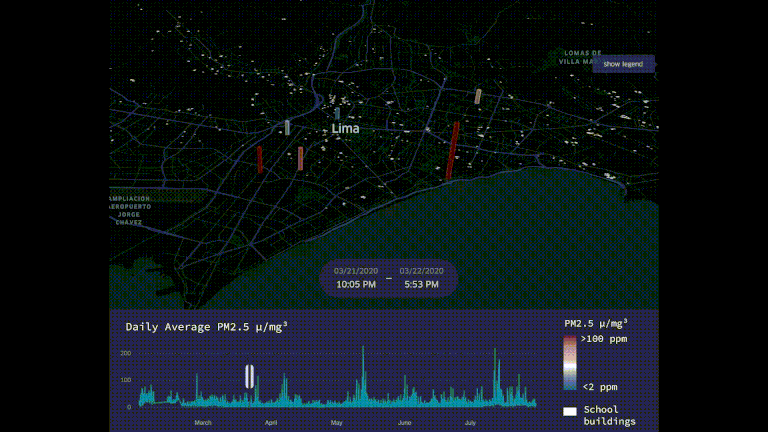 LOMAS DE
VILLA MA
show legend
Lima
AMPLIACIÓN
AEROPUERTO
JORGE
CHÁVEZ
03/21/2020 – 03/22/2020
10:05 PM 5:53 PM
Daily Average PM2.5 µ/mg³
200
100
0
March April May June July
PM2.5 µ/mg³
>100 ppm
<2 ppm
School
buildings